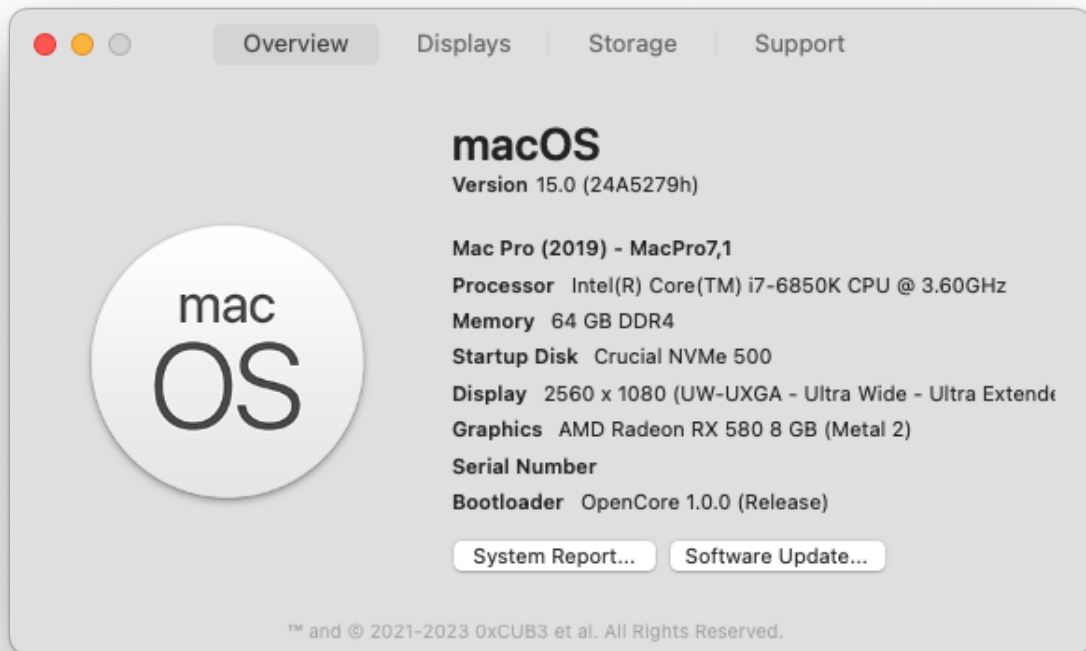 Overview Displays Storage Support
macOS
Version 15.0 (24A5279h)
mac
OS
Mac Pro (2019) - MacPro7,1
Processor Intel(R) Core(TM) i7-6850K CPU @ 3.60GHz
Memory 64 GB DDR4
Startup Disk Crucial NVMe 500
Display 2560 x 1080 (UW-UXGA - Ultra Wide - Ultra Extende
Graphics AMD Radeon RX 580 8 GB (Metal 2)
Serial Number
Bootloader OpenCore 1.0.0 (Release)
System Report... Software Update...
™ and © 2021-2023 0xCUB3 et al. All Rights Reserved.